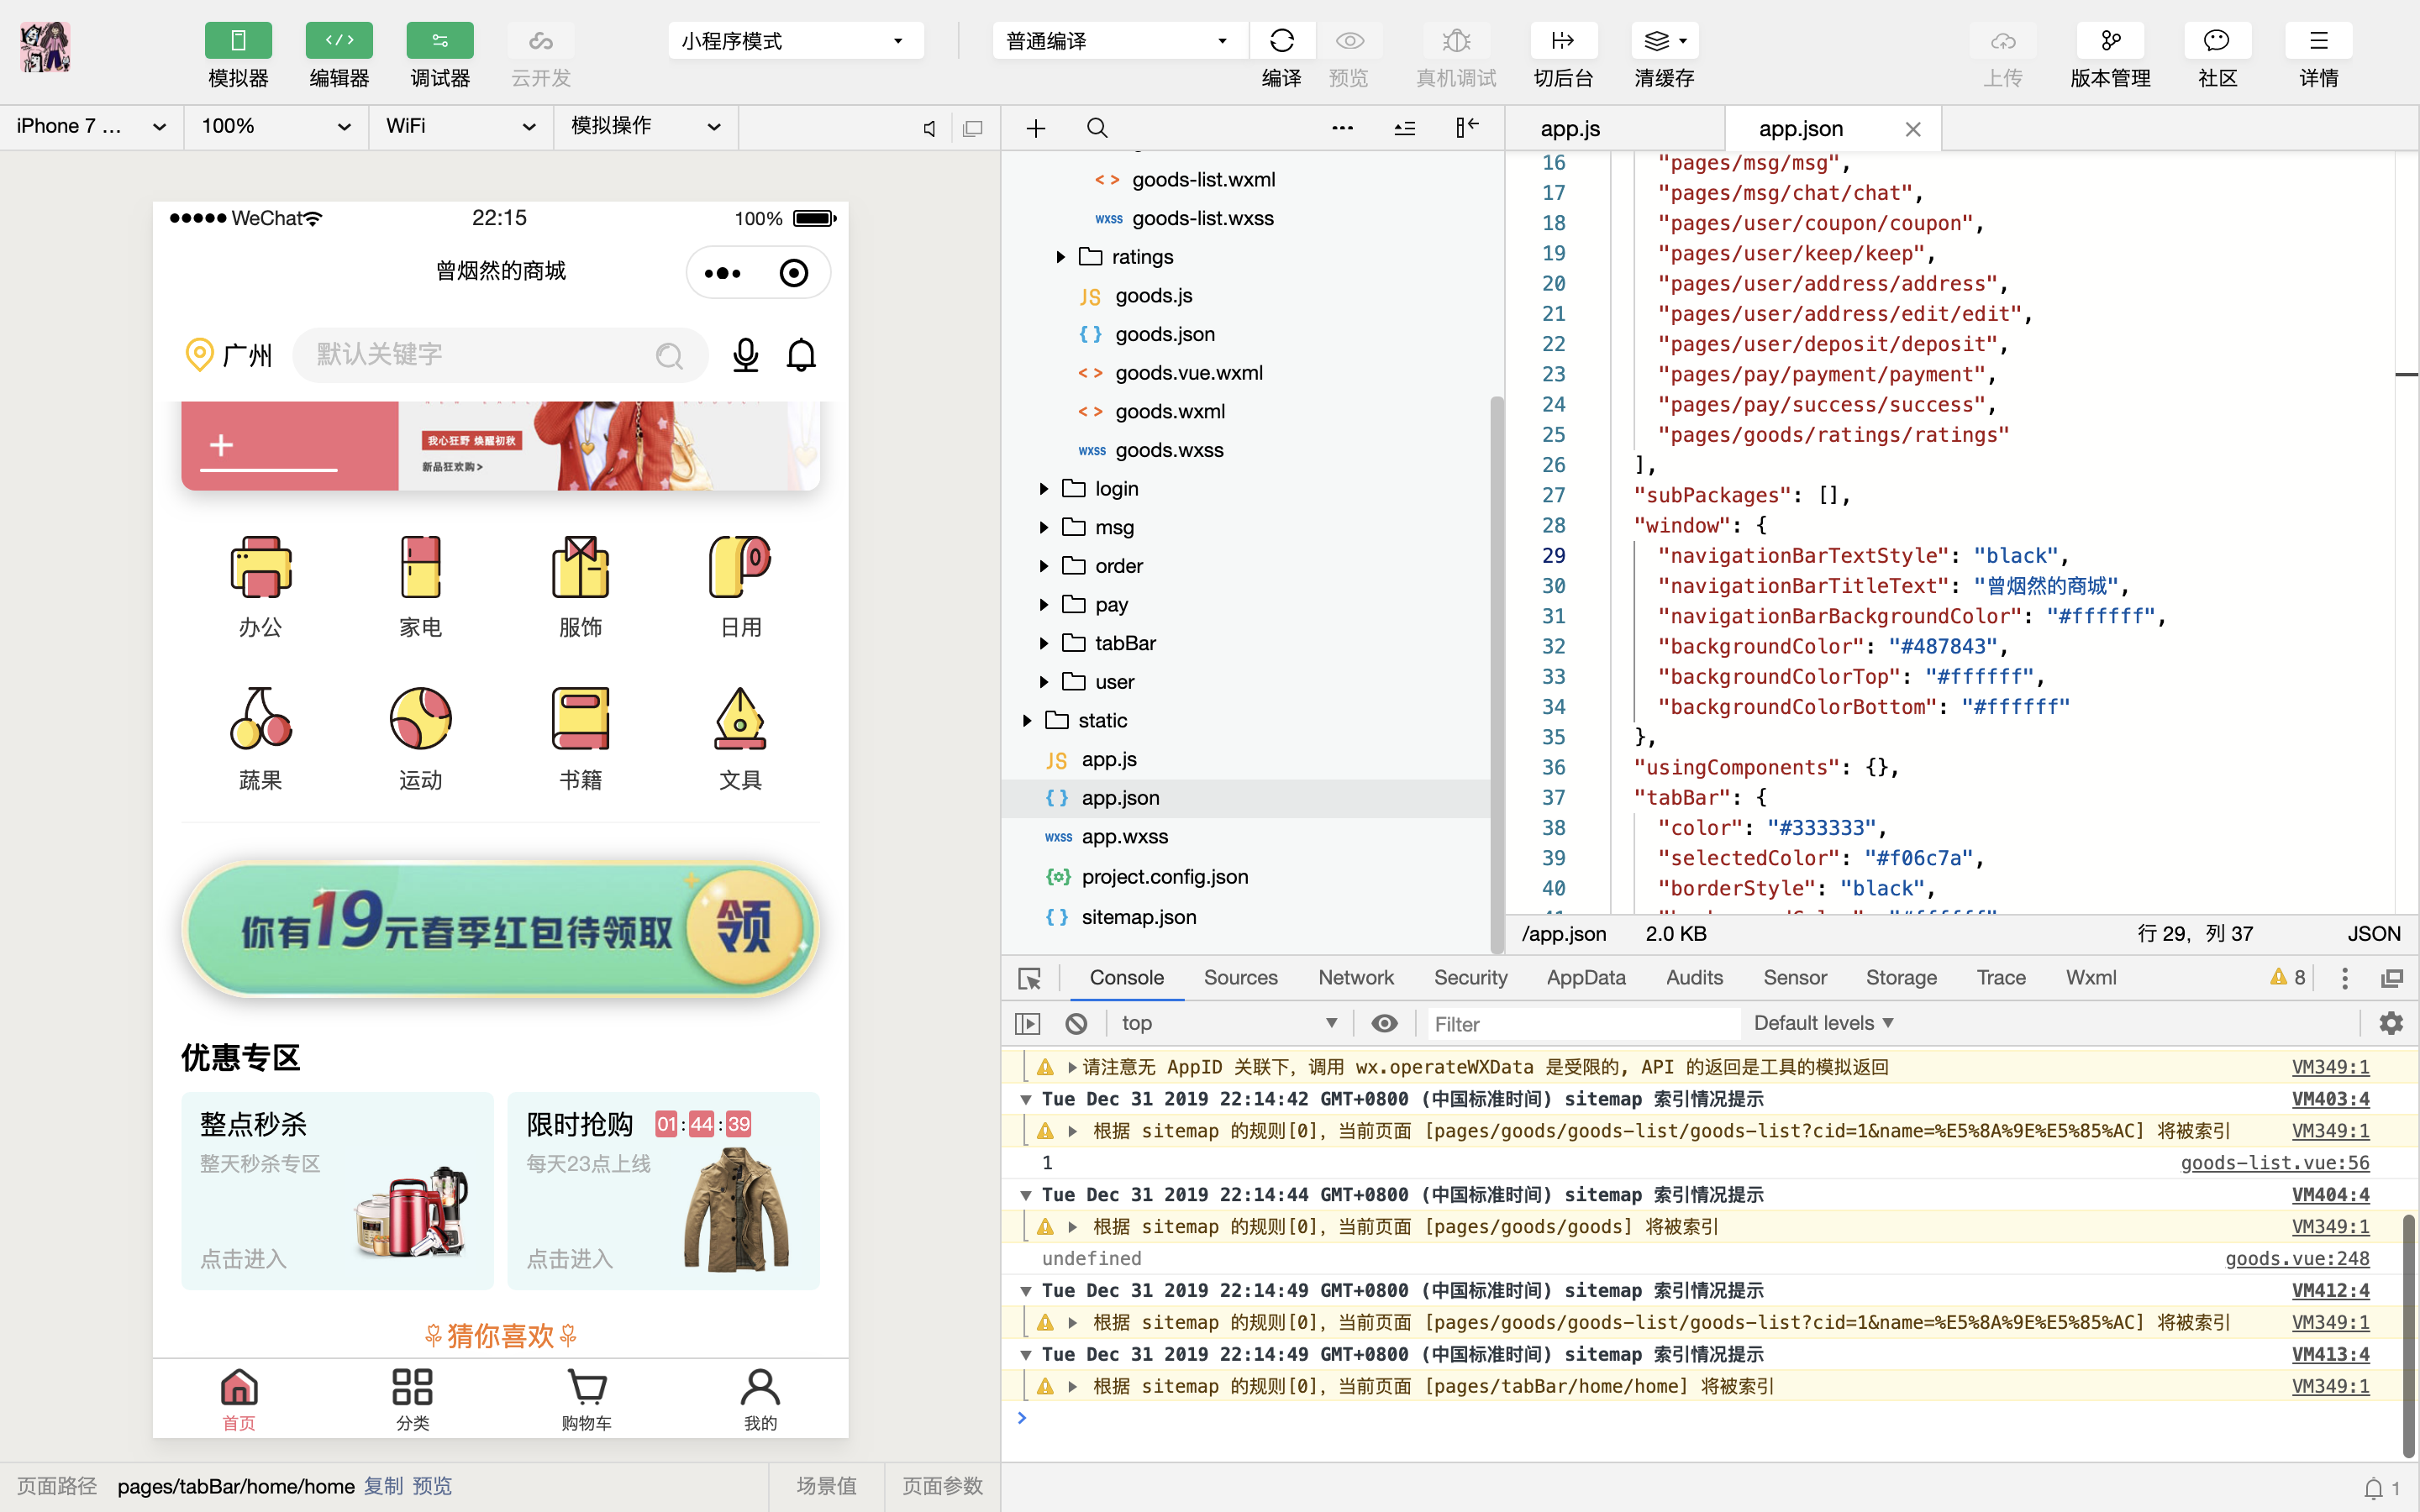 模拟器 编辑器 调试器 云开发
小程序模式
普通编译
编译 预览 真机调试 切后台 清缓存
上传 版本管理 社区 详情
iPhone 7 ... 100% WiFi 模拟操作
WeChat 22:15 100%
曾烟然的商城
广州 默认关键字
我心狂野 焕醒初秋
新品狂欢购>
办公 家电 服饰 日用
蔬果 运动 书籍 文具
你有19元春季红包待领取 领
优惠专区
整点秒杀
整天秒杀专区
点击进入
限时抢购 01:44:39
每天23点上线
点击进入
猜你喜欢
首页 分类 购物车 我的
页面路径 pages/tabBar/home/home 复制 预览 场景值 页面参数
<> goods-list.wxml
wxss goods-list.wxss
ratings
JS goods.js
{} goods.json
<> goods.vue.wxml
<> goods.wxml
wxss goods.wxss
login
msg
order
pay
tabBar
user
static
JS app.js
{} app.json
wxss app.wxss
project.config.json
{} sitemap.json
app.js app.json
16 "pages/msg/msg",
17 "pages/msg/chat/chat",
18 "pages/user/coupon/coupon",
19 "pages/user/keep/keep",
20 "pages/user/address/address",
21 "pages/user/address/edit/edit",
22 "pages/user/deposit/deposit",
23 "pages/pay/payment/payment",
24 "pages/pay/success/success",
25 "pages/goods/ratings/ratings"
26 ],
27 "subPackages": [],
28 "window": {
29 "navigationBarTextStyle": "black",
30 "navigationBarTitleText": "曾烟然的商城",
31 "navigationBarBackgroundColor": "#ffffff",
32 "backgroundColor": "#487843",
33 "backgroundColorTop": "#ffffff",
34 "backgroundColorBottom": "#ffffff"
35 },
36 "usingComponents": {},
37 "tabBar": {
38 "color": "#333333",
39 "selectedColor": "#f06c7a",
40 "borderStyle": "black",
/app.json 2.0 KB 行 29，列 37 JSON
Console Sources Network Security AppData Audits Sensor Storage Trace Wxml 8
top Filter Default levels
请注意无 AppID 关联下，调用 wx.operateWXData 是受限的, API 的返回是工具的模拟返回 VM349:1
Tue Dec 31 2019 22:14:42 GMT+0800 (中国标准时间) sitemap 索引情况提示 VM403:4
根据 sitemap 的规则[0]，当前页面 [pages/goods/goods-list/goods-list?cid=1&name=%E5%8A%9E%E5%85%AC] 将被索引 VM349:1
1 goods-list.vue:56
Tue Dec 31 2019 22:14:44 GMT+0800 (中国标准时间) sitemap 索引情况提示 VM404:4
根据 sitemap 的规则[0]，当前页面 [pages/goods/goods] 将被索引 VM349:1
undefined goods.vue:248
Tue Dec 31 2019 22:14:49 GMT+0800 (中国标准时间) sitemap 索引情况提示 VM412:4
根据 sitemap 的规则[0]，当前页面 [pages/goods/goods-list/goods-list?cid=1&name=%E5%8A%9E%E5%85%AC] 将被索引 VM349:1
Tue Dec 31 2019 22:14:49 GMT+0800 (中国标准时间) sitemap 索引情况提示 VM413:4
根据 sitemap 的规则[0]，当前页面 [pages/tabBar/home/home] 将被索引 VM349:1
1